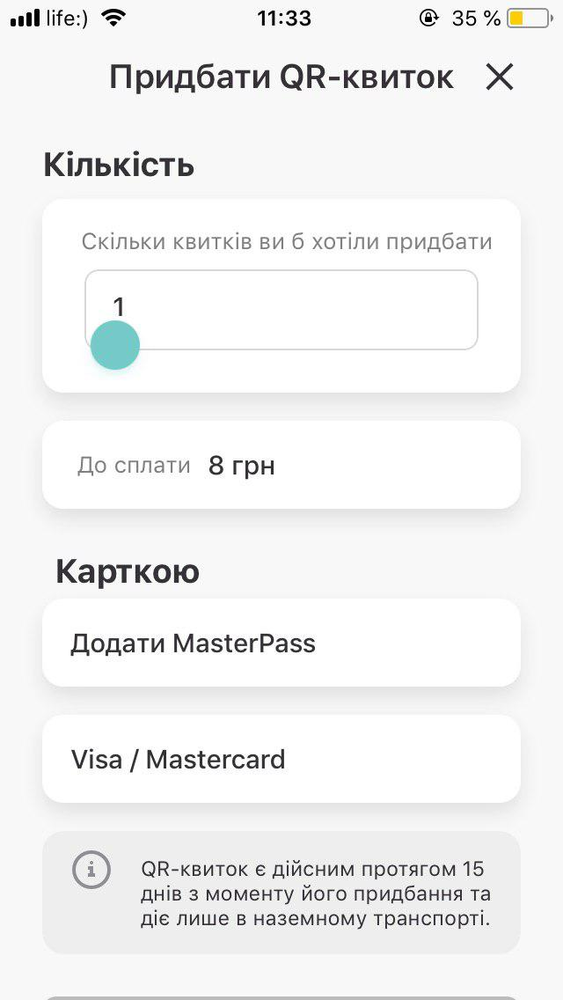 life:) 11:33 35 %
Придбати QR-квиток
Кількість
Скільки квитків ви б хотіли придбати
1
До сплати 8 грн
Карткою
Додати MasterPass
Visa / Mastercard
QR-квиток є дійсним протягом 15
днів з моменту його придбання та
діє лише в наземному транспорті.